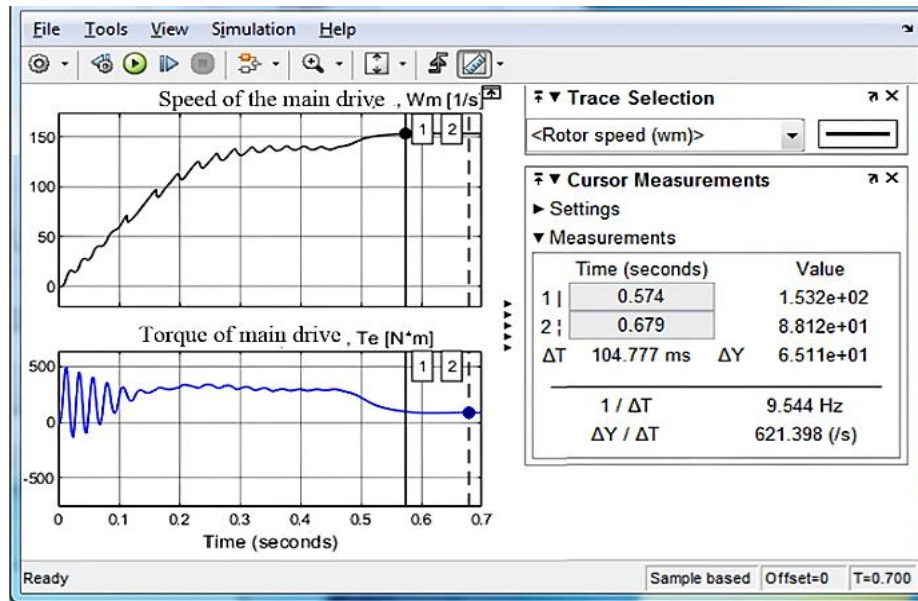 File Tools View Simulation Help
Speed of the main drive , Wm [1/s]
150
100
50
0
1 2
Torque of main drive , Te [N*m]
500
0
-500
1 2
0 0.1 0.2 0.3 0.4 0.5 0.6 0.7
Time (seconds)
Trace Selection
<Rotor speed (wm)>
Cursor Measurements
Settings
Measurements
Time (seconds) Value
1 | 0.574 1.532e+02
2 ¦ 0.679 8.812e+01
ΔT 104.777 ms ΔY 6.511e+01
1 / ΔT 9.544 Hz
ΔY / ΔT 621.398 (/s)
Ready Sample based Offset=0 T=0.700